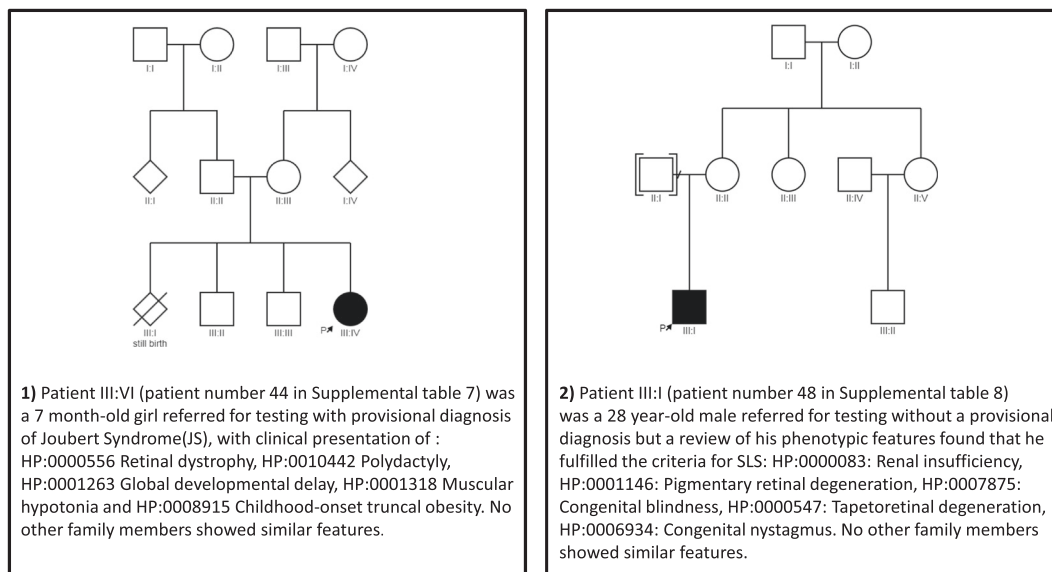 I:I
I:II
I:III
I:IV
II:I
II:II
II:III
I:IV
III:I
still birth
III:II
III:III
P
III:IV
1) Patient III:VI (patient number 44 in Supplemental table 7) was
a 7 month-old girl referred for testing with provisional diagnosis
of Joubert Syndrome(JS), with clinical presentation of :
HP:0000556 Retinal dystrophy, HP:0010442 Polydactyly,
HP:0001263 Global developmental delay, HP:0001318 Muscular
hypotonia and HP:0008915 Childhood-onset truncal obesity. No
other family members showed similar features.
I:I
I:II
II:I
II:II
II:III
II:IV
II:V
P
III:I
III:II
2) Patient III:I (patient number 48 in Supplemental table 8)
was a 28 year-old male referred for testing without a provisional
diagnosis but a review of his phenotypic features found that he
fulfilled the criteria for SLS: HP:0000083: Renal insufficiency,
HP:0001146: Pigmentary retinal degeneration, HP:0007875:
Congenital blindness, HP:0000547: Tapetoretinal degeneration,
HP:0006934: Congenital nystagmus. No other family members
showed similar features.